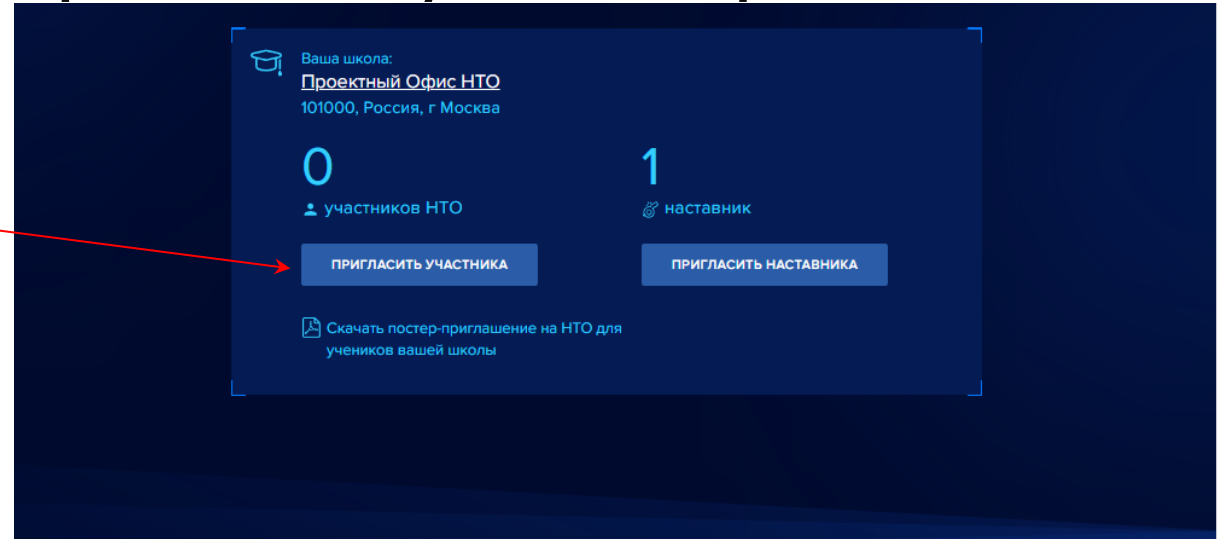 Ваша школа:
Проектный Офис НТО
101000, Россия, г Москва
0
1
участников НТО
наставник
ПРИГЛАСИТЬ УЧАСТНИКА
ПРИГЛАСИТЬ НАСТАВНИКА
Скачать постер-приглашение на НТО для
учеников вашей школы